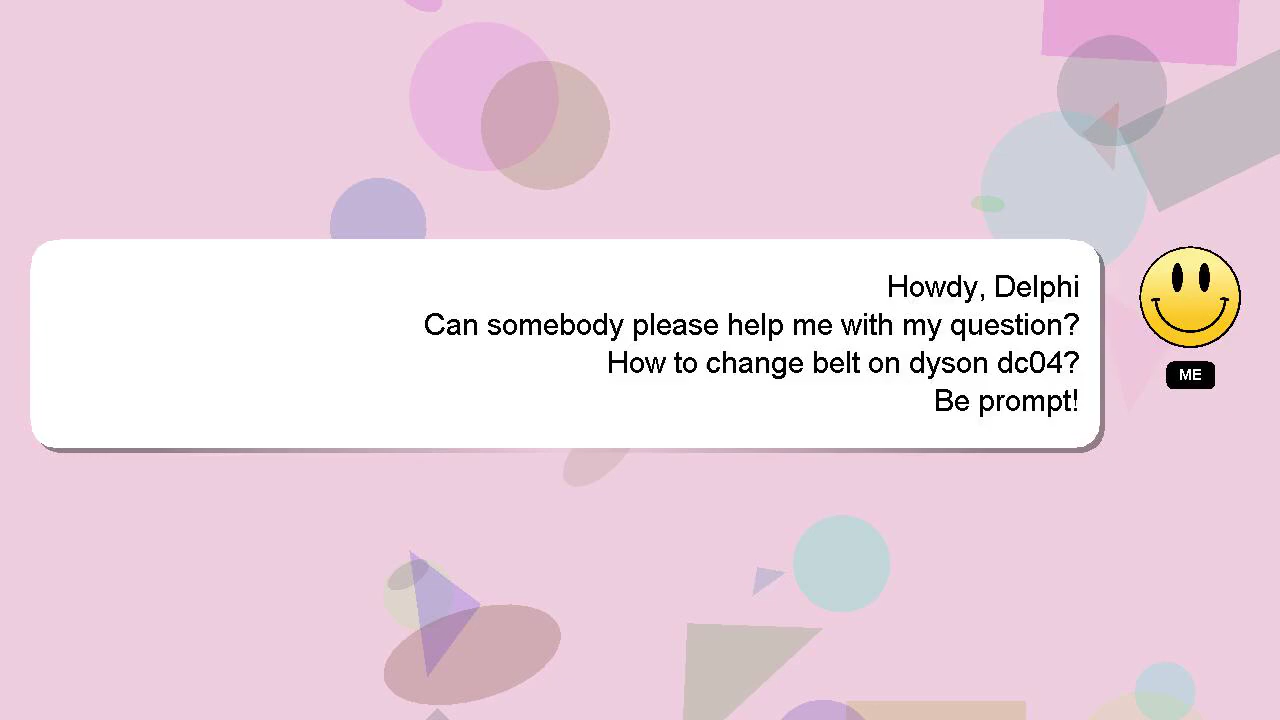 Howdy, Delphi
Can somebody please help me with my question?
How to change belt on dyson dc04?
Be prompt!
ME